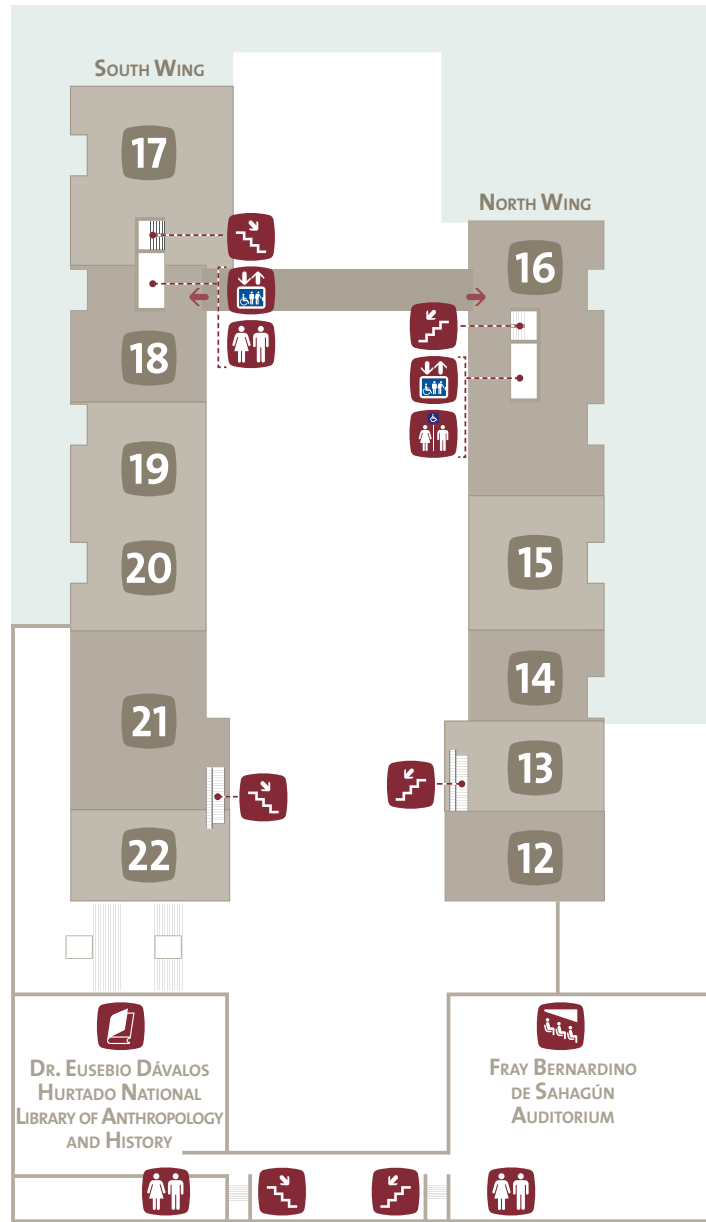 SOUTH WING
17
NORTH WING
16
18
19
20
15
14
21
13
22
12
DR. EUSEBIO DÁVALOS
HURTADO NATIONAL
LIBRARY OF ANTHROPOLOGY
AND HISTORY
FRAY BERNARDINO
DE SAHAGÚN
AUDITORIUM